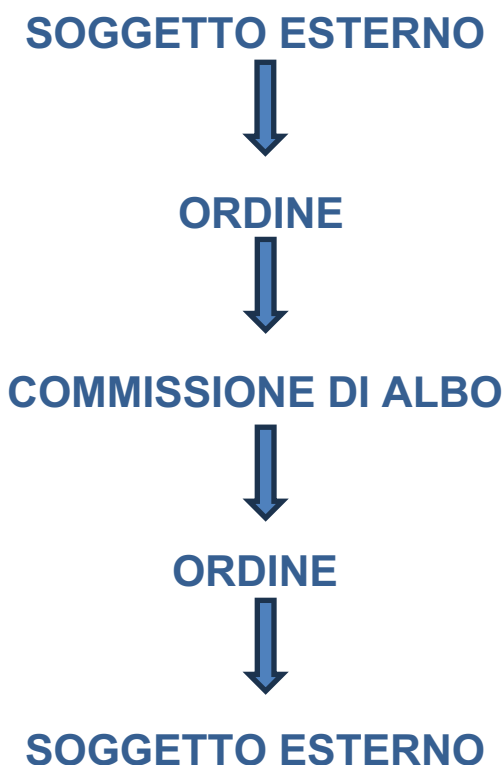 SOGGETTO ESTERNO
ORDINE
COMMISSIONE DI ALBO
ORDINE
SOGGETTO ESTERNO